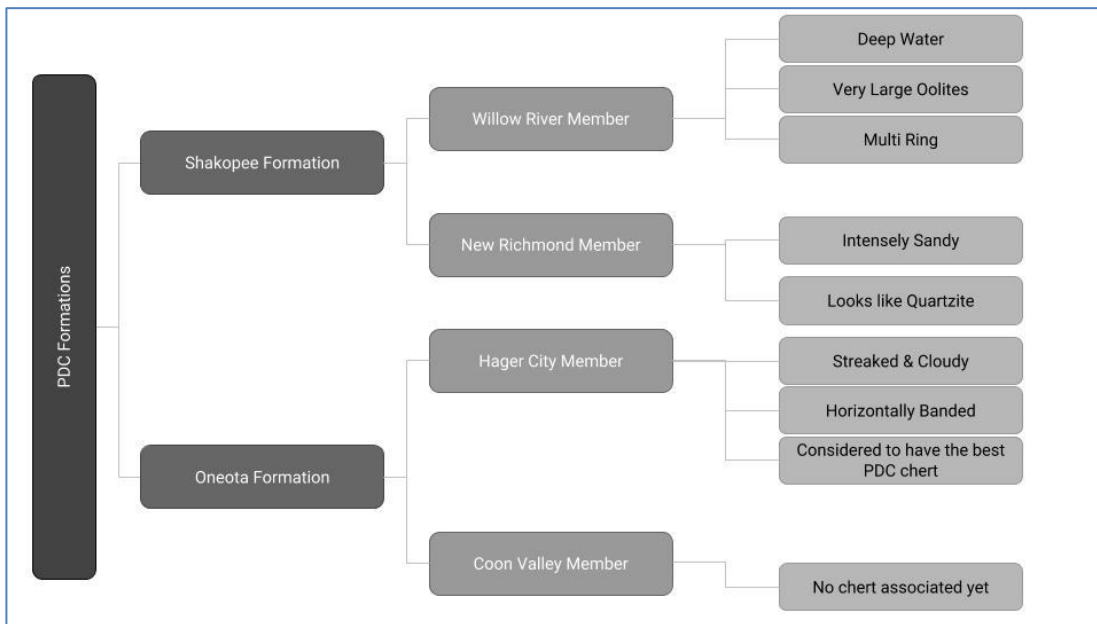 PDC Formations
Shakopee Formation
Willow River Member
Deep Water
Very Large Oolites
Multi Ring
New Richmond Member
Intensely Sandy
Looks like Quartzite
Oneota Formation
Hager City Member
Streaked & Cloudy
Horizontally Banded
Considered to have the best
PDC chert
Coon Valley Member
No chert associated yet